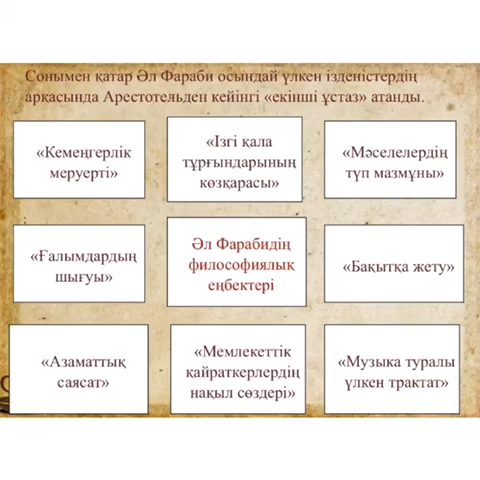 Сонымен қатар Әл Фараби осындай үлкен ізденістердің
арқасында Арестотельден кейінгі «екінші ұстаз» атанды.
«Кемеңгерлік
меруерті»
«Ізгі қала
тұрғындарының
көзқарасы»
«Мәселелердің
түп мазмұны»
«Ғалымдардың
шығуы»
Әл Фарабидің
философиялық
еңбектері
«Бақытқа жету»
«Азаматтық
саясат»
«Мемлекеттік
қайраткерлердің
нақыл сөздері»
«Музыка туралы
үлкен трактат»